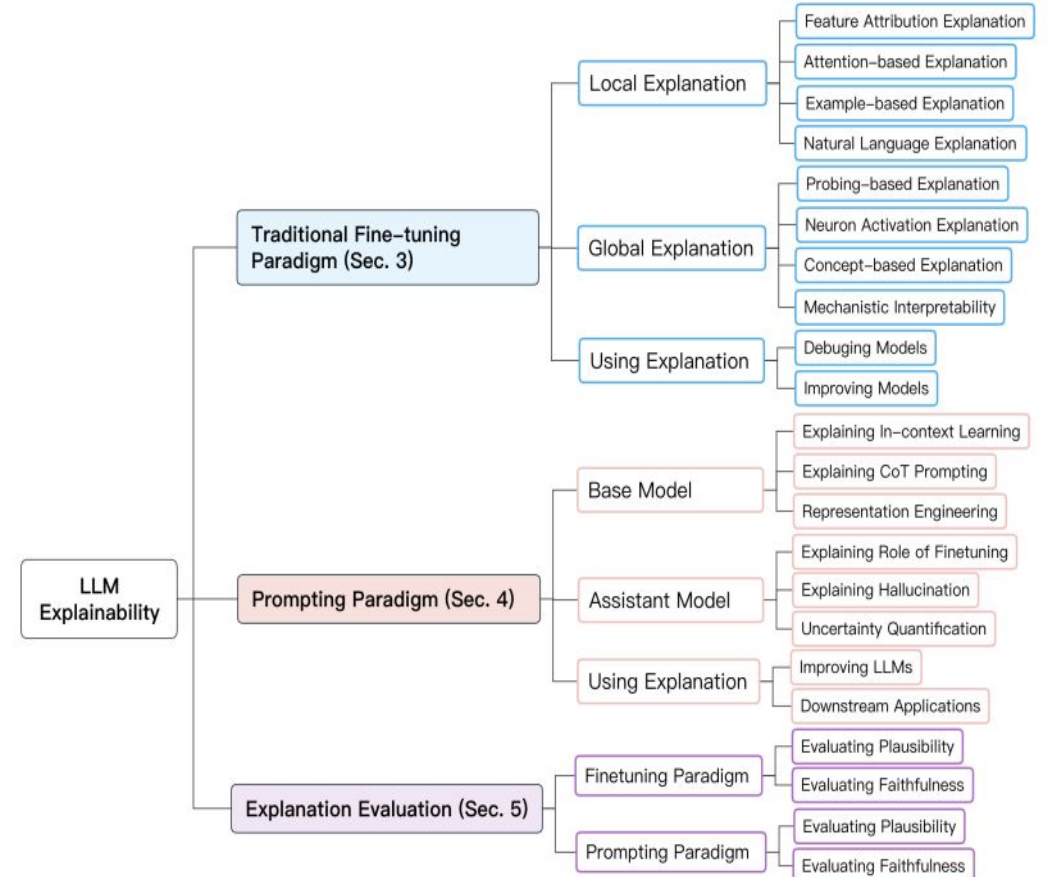 LLM
Explainability
Traditional Fine-tuning
Paradigm (Sec. 3)
Local Explanation
Feature Attribution Explanation
Attention-based Explanation
Example-based Explanation
Natural Language Explanation
Global Explanation
Probing-based Explanation
Neuron Activation Explanation
Concept-based Explanation
Mechanistic Interpretability
Using Explanation
Debuging Models
Improving Models
Prompting Paradigm (Sec. 4)
Base Model
Explaining In-context Learning
Explaining CoT Prompting
Representation Engineering
Assistant Model
Explaining Role of Finetuning
Explaining Hallucination
Uncertainty Quantification
Using Explanation
Improving LLMs
Downstream Applications
Explanation Evaluation (Sec. 5)
Finetuning Paradigm
Evaluating Plausibility
Evaluating Faithfulness
Prompting Paradigm
Evaluating Plausibility
Evaluating Faithfulness